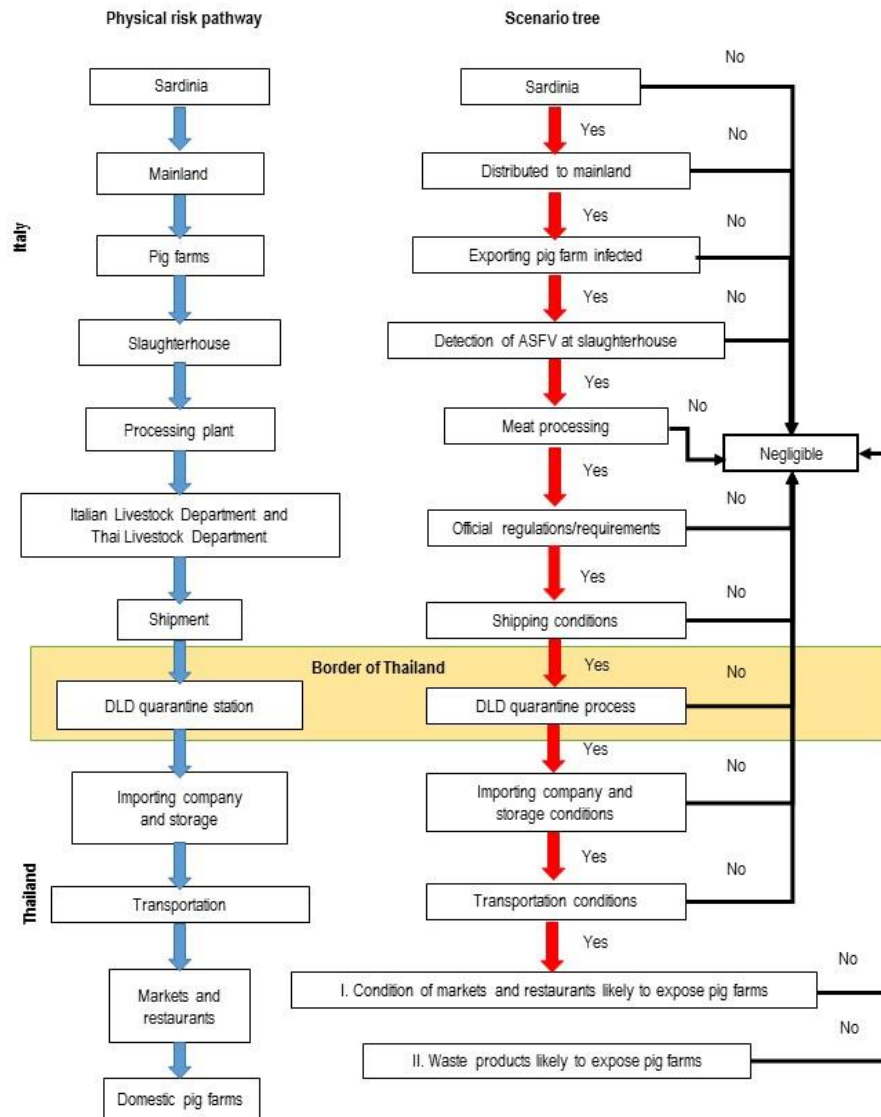 Physical risk pathway
Scenario tree
No
Sardinia
Sardinia
Yes
No
Mainland
Distributed to mainland
Yes
No
Italy
Pig farms
Exporting pig farm infected
Yes
No
Slaughterhouse
Detection of ASFV at slaughterhouse
Yes
No
Processing plant
Meat processing
Negligible
Yes
No
Italian Livestock Department and
Thai Livestock Department
Official regulations/requirements
Yes
No
Shipment
Shipping conditions
Border of Thailand
Yes
No
DLD quarantine station
DLD quarantine process
Yes
No
Importing company
and storage
Importing company and
storage conditions
Yes
No
Thailand
Transportation
Transportation conditions
Yes
No
Markets and
restaurants
I. Condition of markets and restaurants likely to expose pig farms
No
II. Waste products likely to expose pig farms
Domestic pig farms